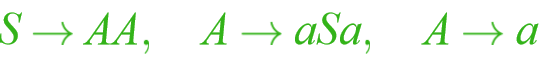 S → AA, A → aSa, A → a